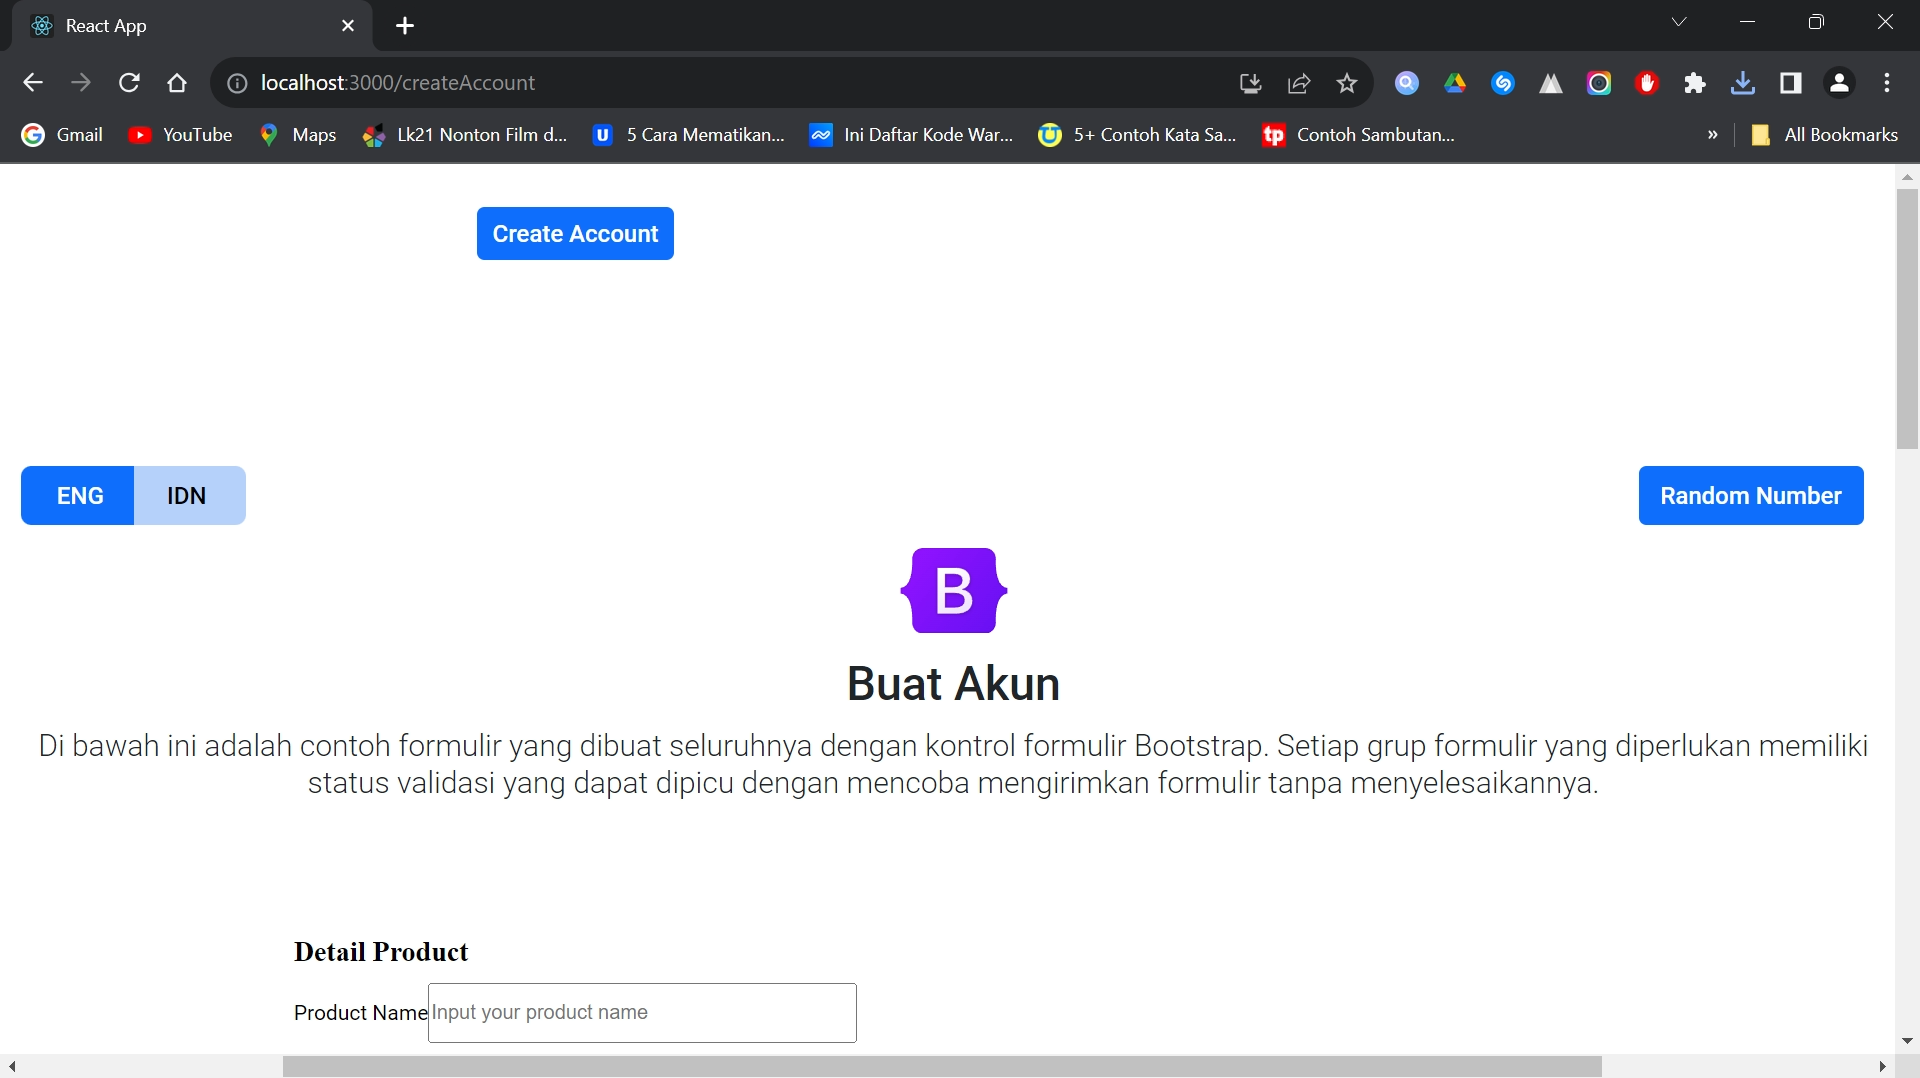 React App
localhost:3000/createAccount
Gmail
YouTube
Maps
Lk21 Nonton Film d...
5 Cara Mematikan...
Ini Daftar Kode War...
5+ Contoh Kata Sa...
tp
Contoh Sambutan...
»
All Bookmarks
Create Account
ENG
IDN
Random Number
B
Buat Akun
Di bawah ini adalah contoh formulir yang dibuat seluruhnya dengan kontrol formulir Bootstrap. Setiap grup formulir yang diperlukan memiliki
status validasi yang dapat dipicu dengan mencoba mengirimkan formulir tanpa menyelesaikannya.
Detail Product
Product Name
Input your product name